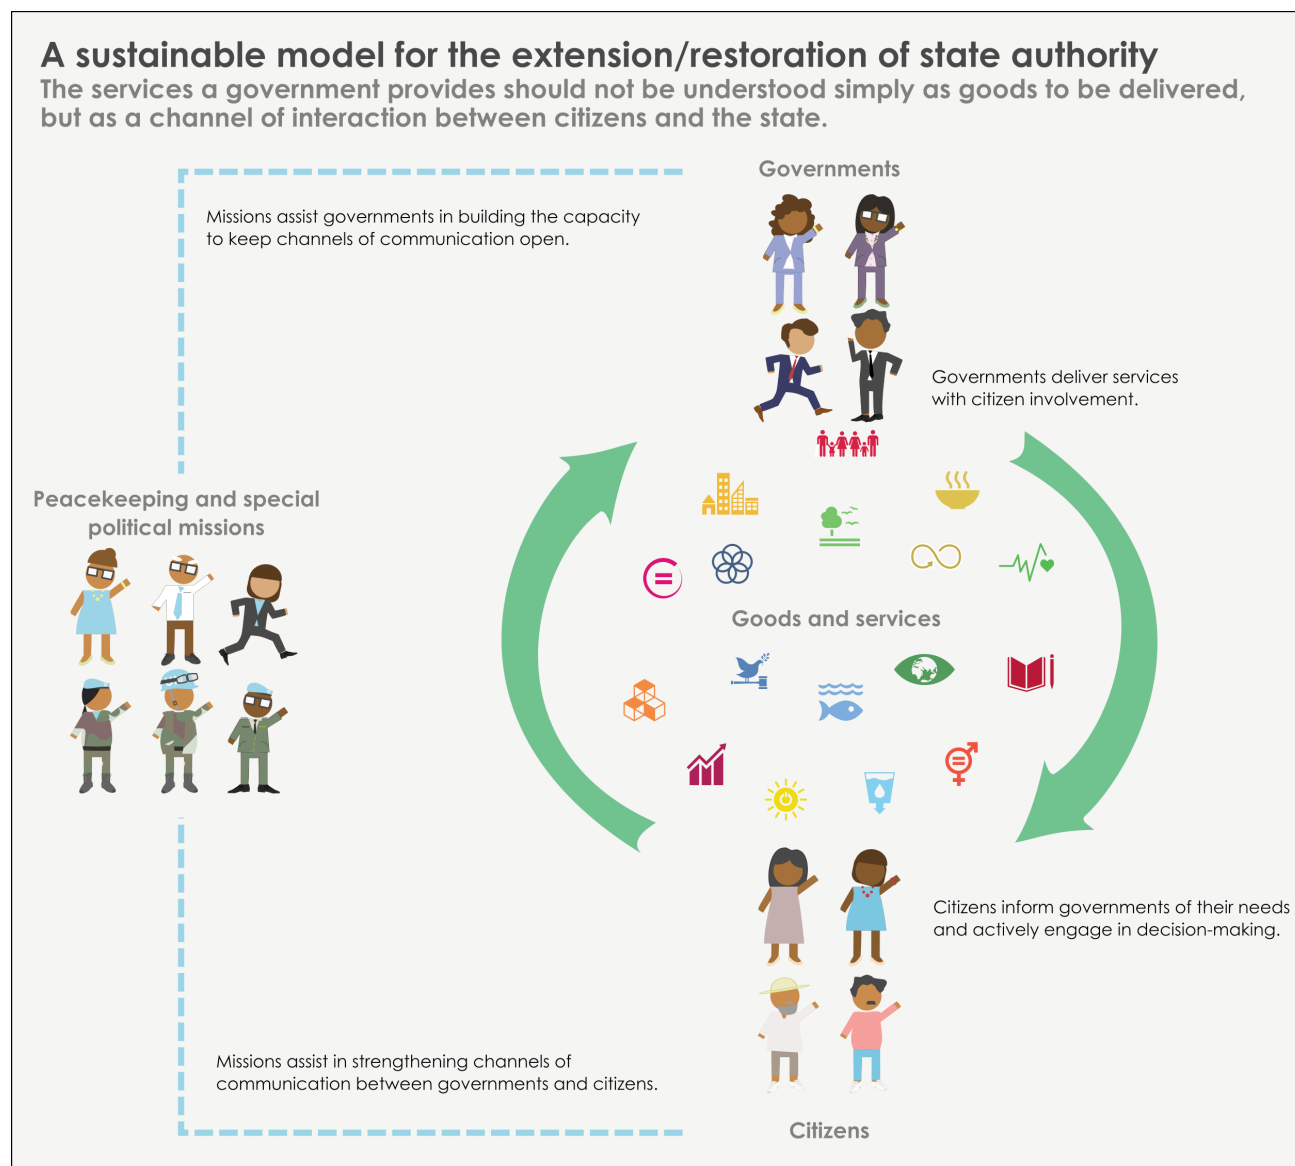 A sustainable model for the extension/restoration of state authority
The services a government provides should not be understood simply as goods to be delivered,
but as a channel of interaction between citizens and the state.
Governments
Missions assist governments in building the capacity
to keep channels of communication open.
Governments deliver services
with citizen involvement.
Peacekeeping and special
political missions
Goods and services
Citizens inform governments of their needs
and actively engage in decision-making.
Missions assist in strengthening channels of
communication between governments and citizens.
Citizens